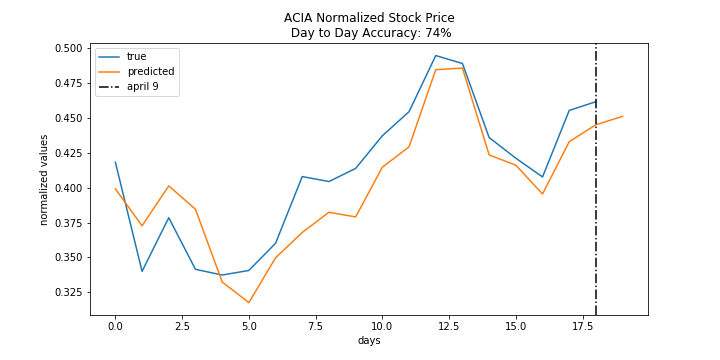 ACIA Normalized Stock Price
Day to Day Accuracy: 74%
true
predicted
april 9
normalized values
0.500
0.475
0.450
0.425
0.400
0.375
0.350
0.325
0.0
2.5
5.0
7.5
10.0
12.5
15.0
17.5
days